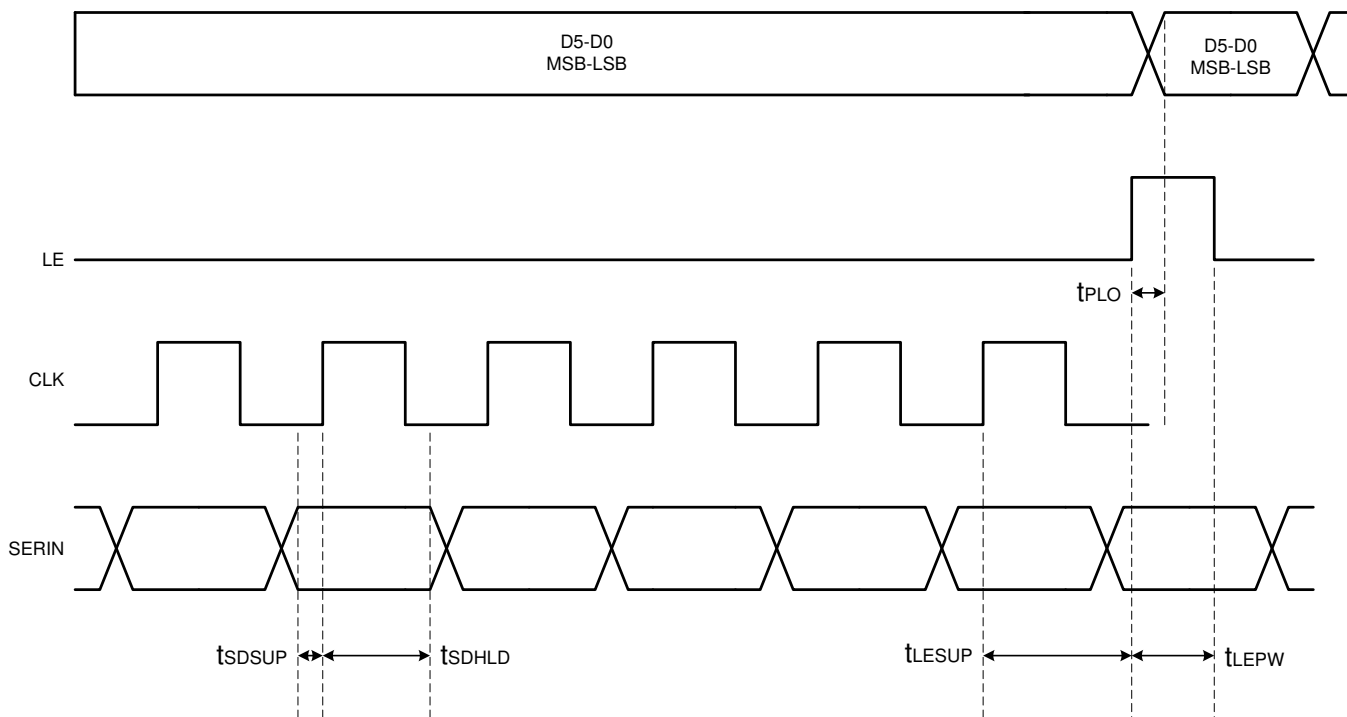 D5-D0
MSB-LSB
D5-D0
MSB-LSB
LE
tPLO
CLK
SERIN
tSDSUP
tSDHLD
tLESUP
tLEPW